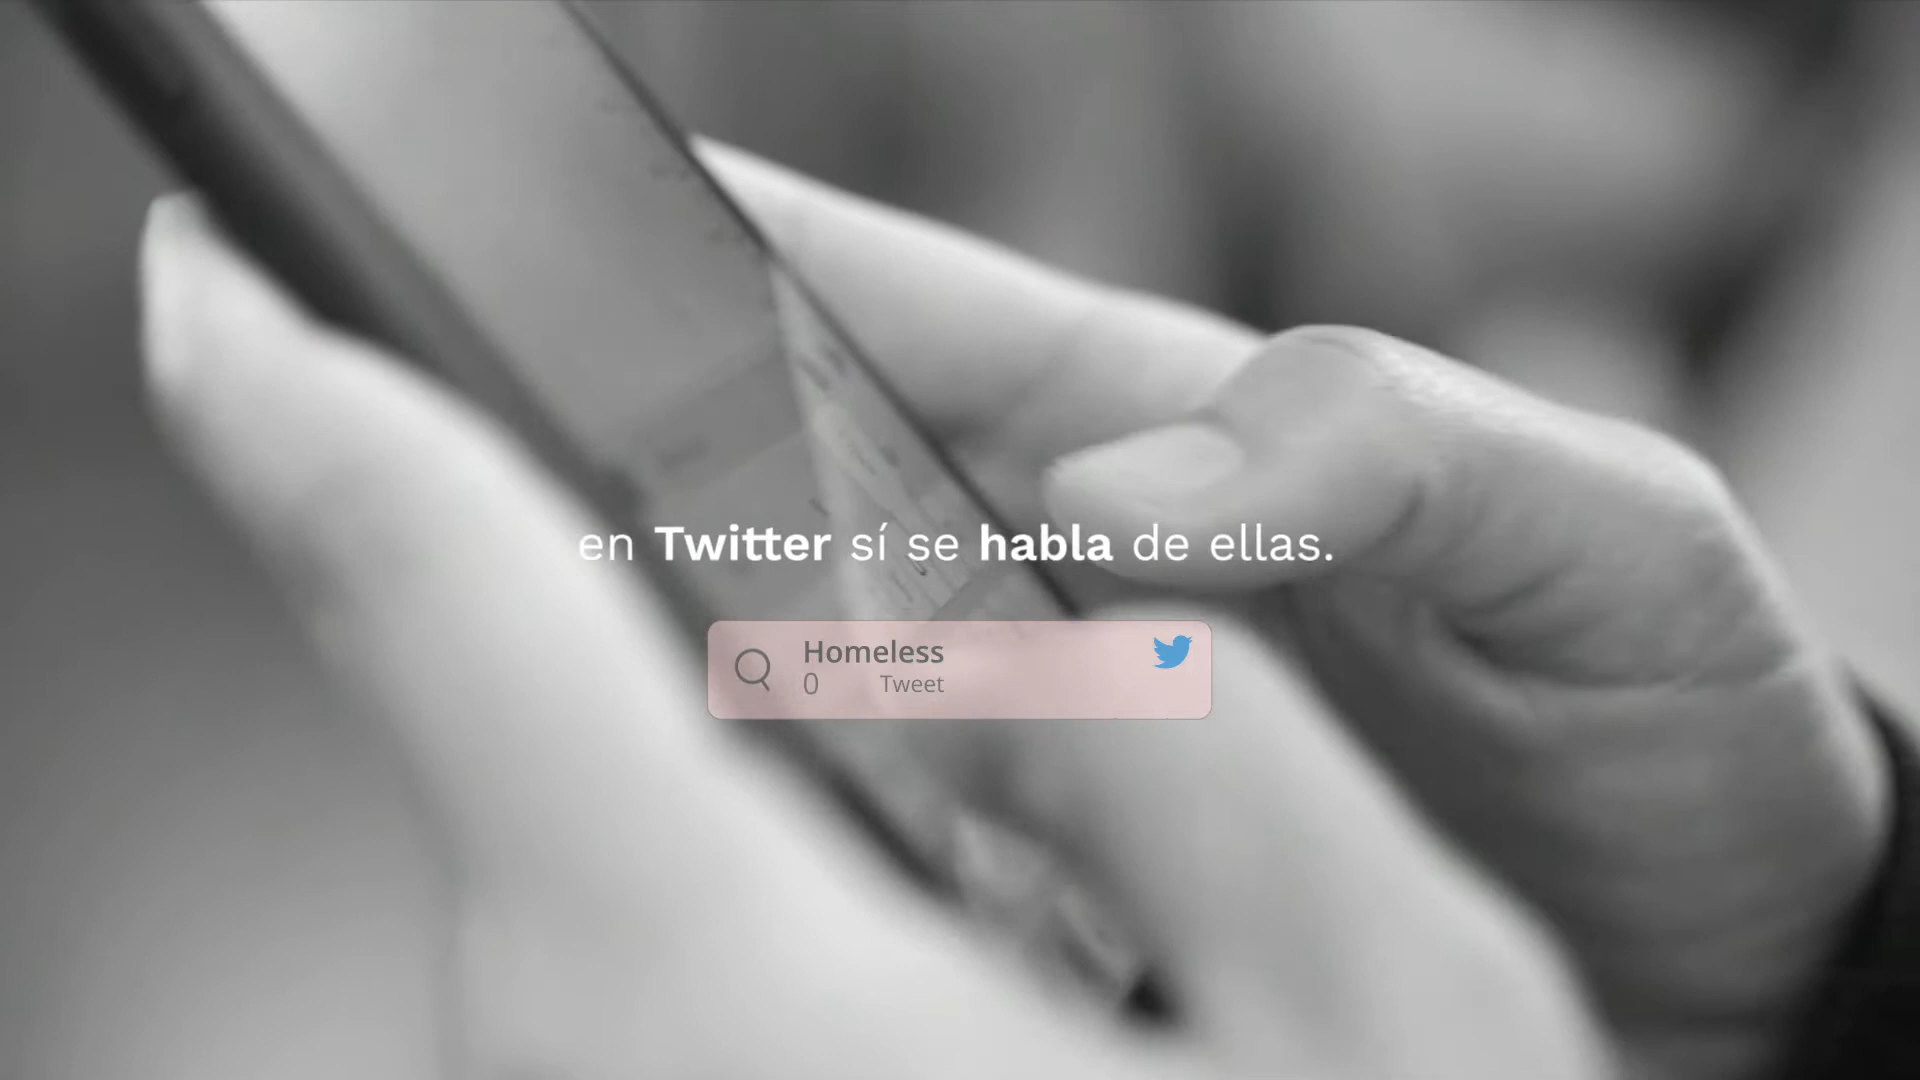 en Twitter sí se habla de ellas.
Homeless
0 Tweet